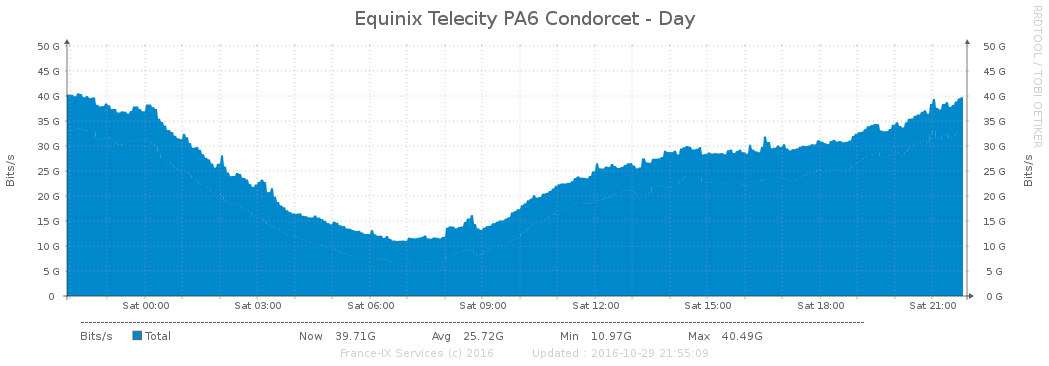 Equinix Telecity PA6 Condorcet - Day
RRDTOOL / TOBI OETIKER
Bits/s
50 G
45 G
40 G
35 G
30 G
25 G
20 G
15 G
10 G
5 G
0
50 G
45 G
40 G
35 G
30 G
25 G
20 G
15 G
10 G
5 G
0 G
Bits/s
Sat 00:00 Sat 03:00 Sat 06:00 Sat 09:00 Sat 12:00 Sat 15:00 Sat 18:00 Sat 21:00
Bits/s Total Now 39.71G Avg 25.72G Min 10.97G Max 40.49G
France-IX Services (c) 2016 Updated : 2016-10-29 21:55:09